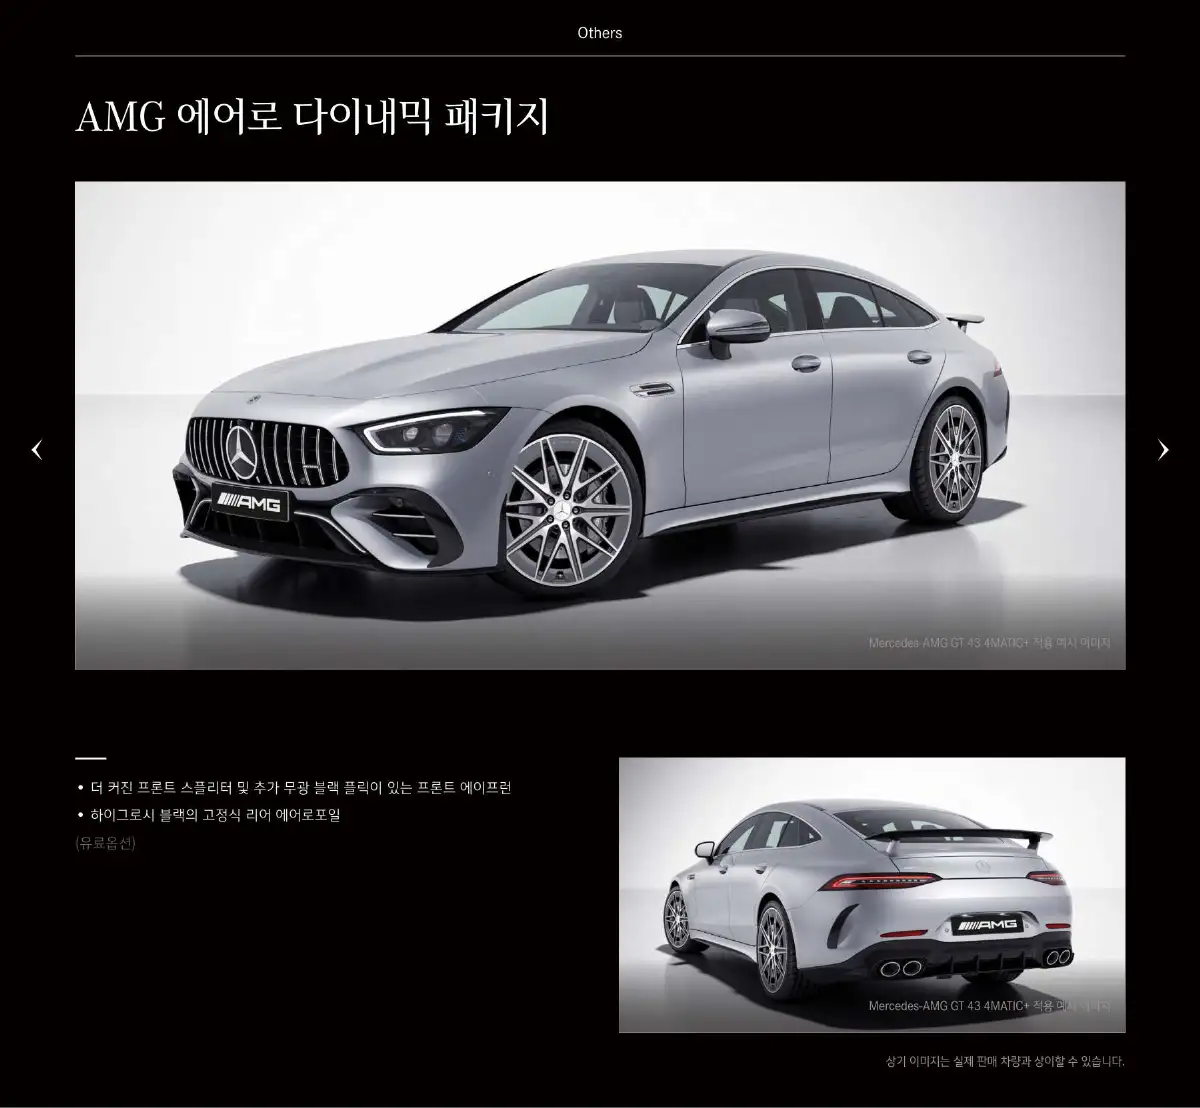 Others
AMG 에어로 다이내믹 패키지
AMG
Mercedes-AMG GT 43 4MATIC+ 적용 예시 이미지
• 더 커진 프론트 스플리터 및 추가 무광 블랙 플릭이 있는 프론트 에이프런
• 하이그로시 블랙의 고정식 리어 에어로포일
(유료옵션)
AMG
Mercedes-AMG GT 43 4MATIC+ 적용 예시 이미지
상기 이미지는 실제 판매 차량과 상이할 수 있습니다.